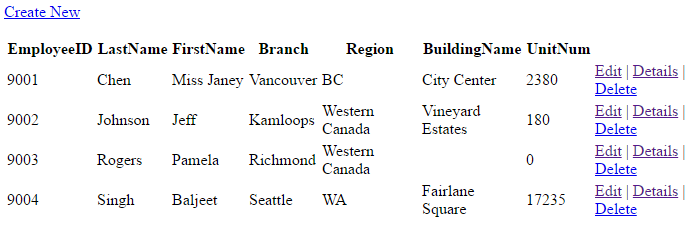 Create New
EmployeeID LastName FirstName Branch Region BuildingName UnitNum
9001 Chen Miss Janey Vancouver BC City Center 2380 Edit | Details | Delete
9002 Johnson Jeff Kamloops Western Canada Vineyard Estates 180 Edit | Details | Delete
9003 Rogers Pamela Richmond Western Canada 0 Edit | Details | Delete
9004 Singh Baljeet Seattle WA Fairlane Square 17235 Edit | Details | Delete